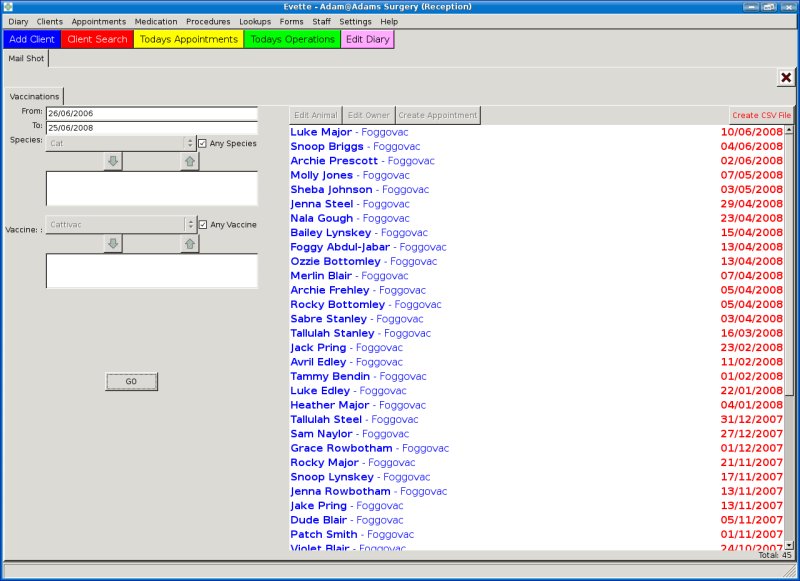 Evette - Adam@Adams Surgery (Reception)
Diary Clients Appointments Medication Procedures Lookups Forms Staff Settings Help
Add Client Client Search Todays Appointments Todays Operations Edit Diary
Mail Shot
Vaccinations
From: 26/06/2006
To: 25/06/2008
Species: Cat Any Species
Vaccine: : Cattivac Any Vaccine
GO
Edit Animal Edit Owner Create Appointment Create CSV File
Luke Major - Foggovac 10/06/2008
Snoop Briggs - Foggovac 04/06/2008
Archie Prescott - Foggovac 02/06/2008
Molly Jones - Foggovac 07/05/2008
Sheba Johnson - Foggovac 03/05/2008
Jenna Steel - Foggovac 29/04/2008
Nala Gough - Foggovac 23/04/2008
Bailey Lynskey - Foggovac 15/04/2008
Foggy Abdul-Jabar - Foggovac 13/04/2008
Ozzie Bottomley - Foggovac 13/04/2008
Merlin Blair - Foggovac 07/04/2008
Archie Frehley - Foggovac 05/04/2008
Rocky Bottomley - Foggovac 05/04/2008
Sabre Stanley - Foggovac 03/04/2008
Tallulah Stanley - Foggovac 16/03/2008
Jack Pring - Foggovac 23/02/2008
Avril Edley - Foggovac 11/02/2008
Tammy Bendin - Foggovac 01/02/2008
Luke Edley - Foggovac 22/01/2008
Heather Major - Foggovac 04/01/2008
Tallulah Steel - Foggovac 31/12/2007
Sam Naylor - Foggovac 27/12/2007
Grace Rowbotham - Foggovac 01/12/2007
Rocky Major - Foggovac 21/11/2007
Snoop Lynskey - Foggovac 17/11/2007
Jenna Rowbotham - Foggovac 13/11/2007
Jake Pring - Foggovac 13/11/2007
Dude Blair - Foggovac 05/11/2007
Patch Smith - Foggovac 01/11/2007
Violet Blair - Foggovac 24/10/2007
Total: 45